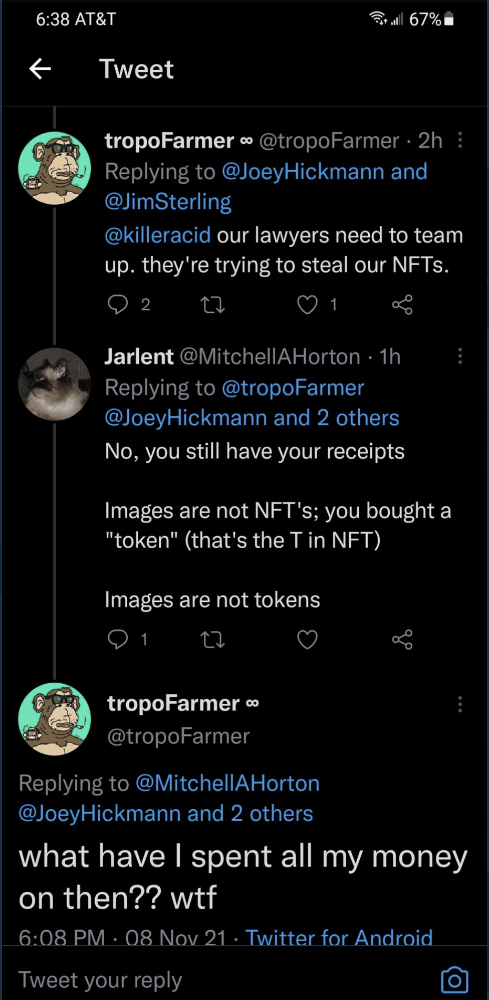 6:38 AT&T 67%
Tweet
tropoFarmer ∞ @tropoFarmer · 2h
Replying to @JoeyHickmann and
@JimSterling
@killeracid our lawyers need to team
up. they're trying to steal our NFTs.
2 1
Jarlent @MitchellAHorton · 1h
Replying to @tropoFarmer
@JoeyHickmann and 2 others
No, you still have your receipts
Images are not NFT's; you bought a
"token" (that's the T in NFT)
Images are not tokens
1
tropoFarmer ∞
@tropoFarmer
Replying to @MitchellAHorton
@JoeyHickmann and 2 others
what have I spent all my money
on then?? wtf
6:08 PM · 08 Nov 21 · Twitter for Android
Tweet your reply